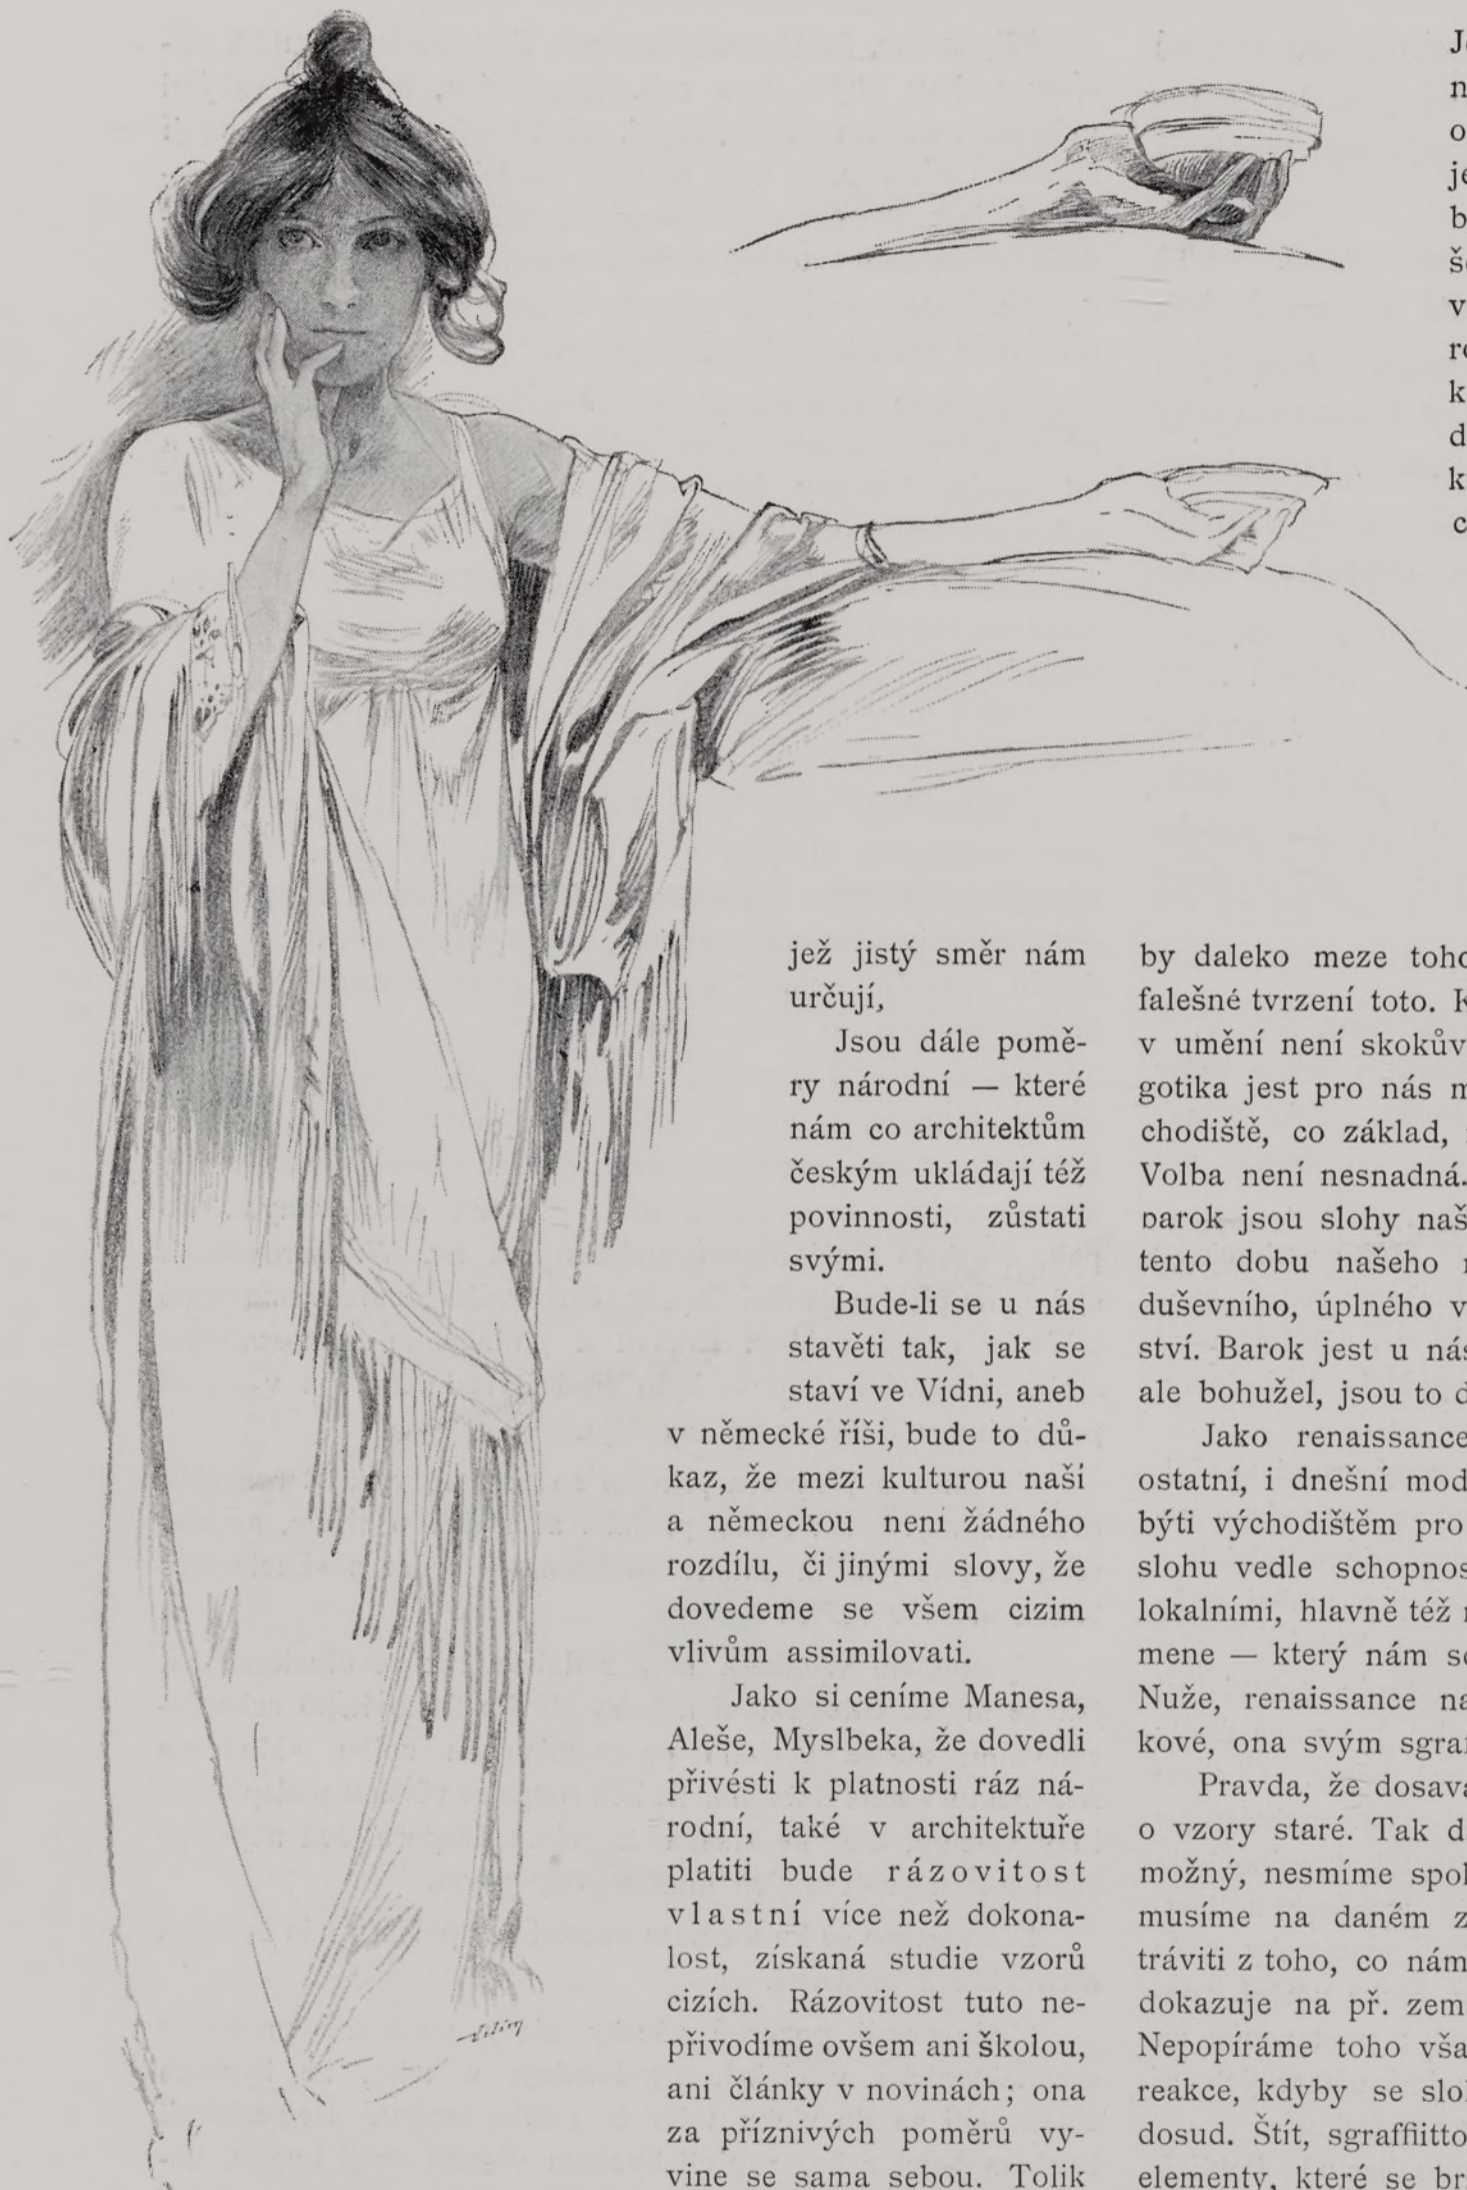 jež jistý směr nám
určují,
Jsou dále pomě-
ry národní — které
nám co architektům
českým ukládají též
povinnosti, zůstati
svými.
Bude-li se u nás
stavěti tak, jak se
staví ve Vídni, aneb
v německé říši, bude to dů-
kaz, že mezi kulturou naší
a německou neni žádného
rozdílu, či jinými slovy, že
dovedeme se všem cizim
vlivům assimilovati.
Jako si ceníme Manesa,
Aleše, Myslbeka, že dovedli
přivésti k platnosti ráz ná-
rodní, také v architektuře
platiti bude rázovitost
vlastní více než dokona-
lost, získaná studie vzorů
cizích. Rázovitost tuto ne-
přivodíme ovšem ani školou,
ani články v novinách; ona
za příznivých poměrů vy-
vine se sama sebou. Tolik
by daleko meze toho
falešné tvrzení toto.
v umění není skokův
gotika jest pro nás
chodiště, co základ,
Volba není nesnadná.
parok jsou slohy naš
tento dobu našeho
duševního, úplného v
ství. Barok jest u nás
ale bohužel, jsou to d
Jako renaissance
ostatní, i dnešní mod
býti východištěm pro
slohu vedle schopnos
lokalními, hlavně též
mene — který nám s
Nuže, renaissance na
kové, ona svým sgra
Pravda, že dosava
o vzory staré. Tak d
možný, nesmíme spol
musíme na daném z
tráviti z toho, co nám
dokazuje na př. zem
Nepopíráme toho vša
reakce, kdyby se slo
dosud. Štít, sgraffiitto
elementy, které se br